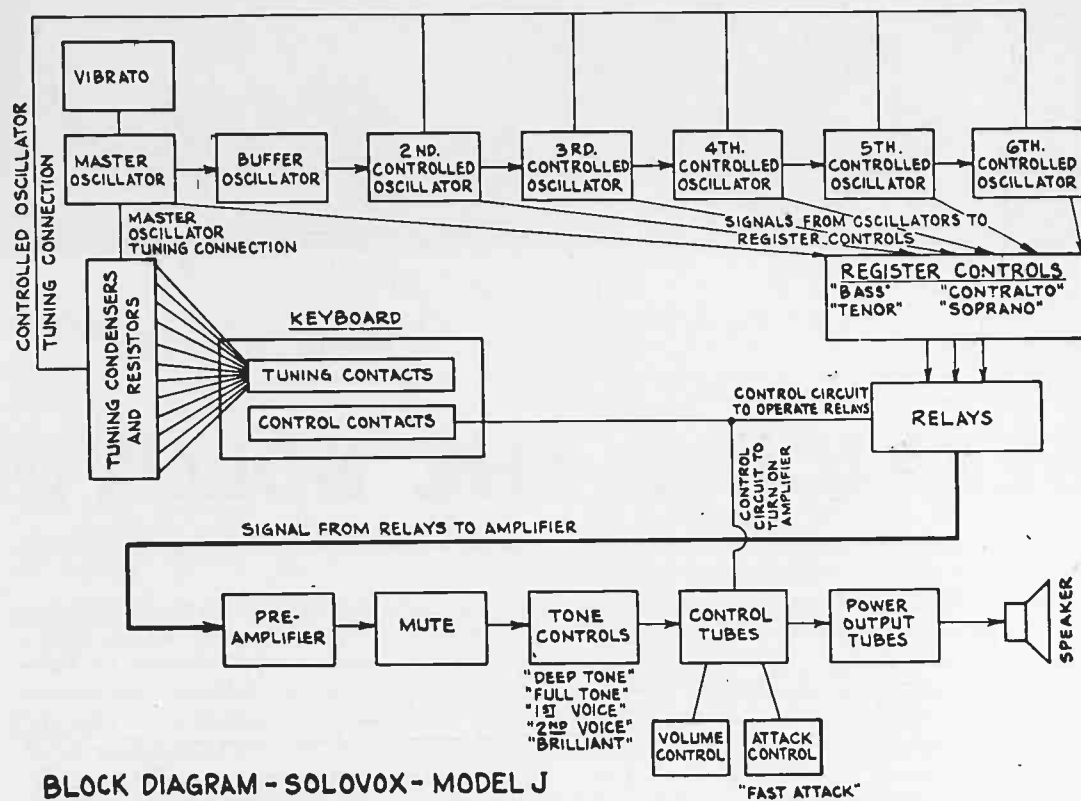 VIBRATO
MASTER
OSCILLATOR
BUFFER
OSCILLATOR
2ND.
CONTROLLED
OSCILLATOR
3RD.
CONTROLLED
OSCILLATOR
4TH.
CONTROLLED
OSCILLATOR
5TH.
CONTROLLED
OSCILLATOR
6TH.
CONTROLLED
OSCILLATOR
CONTROLLED OSCILLATOR
TUNING CONNECTION
MASTER
OSCILLATOR
TUNING CONNECTION
SIGNALS FROM OSCILLATORS TO
REGISTER CONTROLS
REGISTER CONTROLS
"BASS" "CONTRALTO"
"TENOR" "SOPRANO"
TUNING CONDENSERS
AND RESISTORS
KEYBOARD
TUNING CONTACTS
CONTROL CONTACTS
CONTROL CIRCUIT
TO OPERATE RELAYS
RELAYS
CONTROL
CIRCUIT TO
TURN ON
AMPLIFIER
SIGNAL FROM RELAYS TO AMPLIFIER
PRE-
AMPLIFIER
MUTE
TONE
CONTROLS
CONTROL
TUBES
POWER
OUTPUT
TUBES
SPEAKER
"DEEP TONE"
"FULL TONE"
"1ST VOICE"
"2ND VOICE"
"BRILLIANT"
VOLUME
CONTROL
ATTACK
CONTROL
"FAST ATTACK"
BLOCK DIAGRAM - SOLOVOX - MODEL J